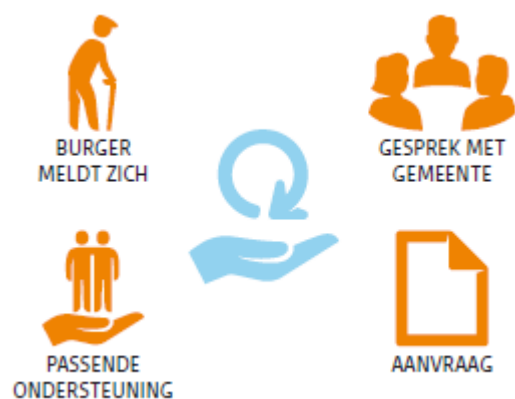 BURGER
MELDT ZICH
GESPREK MET
GEMEENTE
PASSENDE
ONDERSTEUNING
AANVRAAG